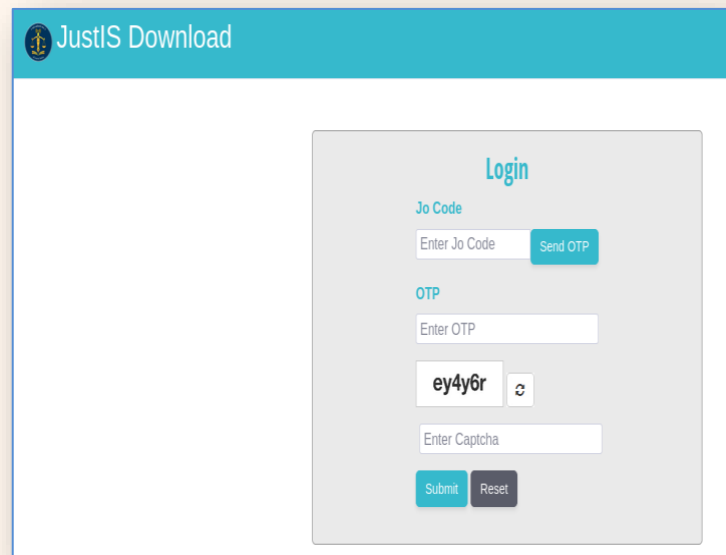 JustIS Download
Login
Jo Code
Enter Jo Code Send OTP
OTP
Enter OTP
ey4y6r
Enter Captcha
Submit Reset